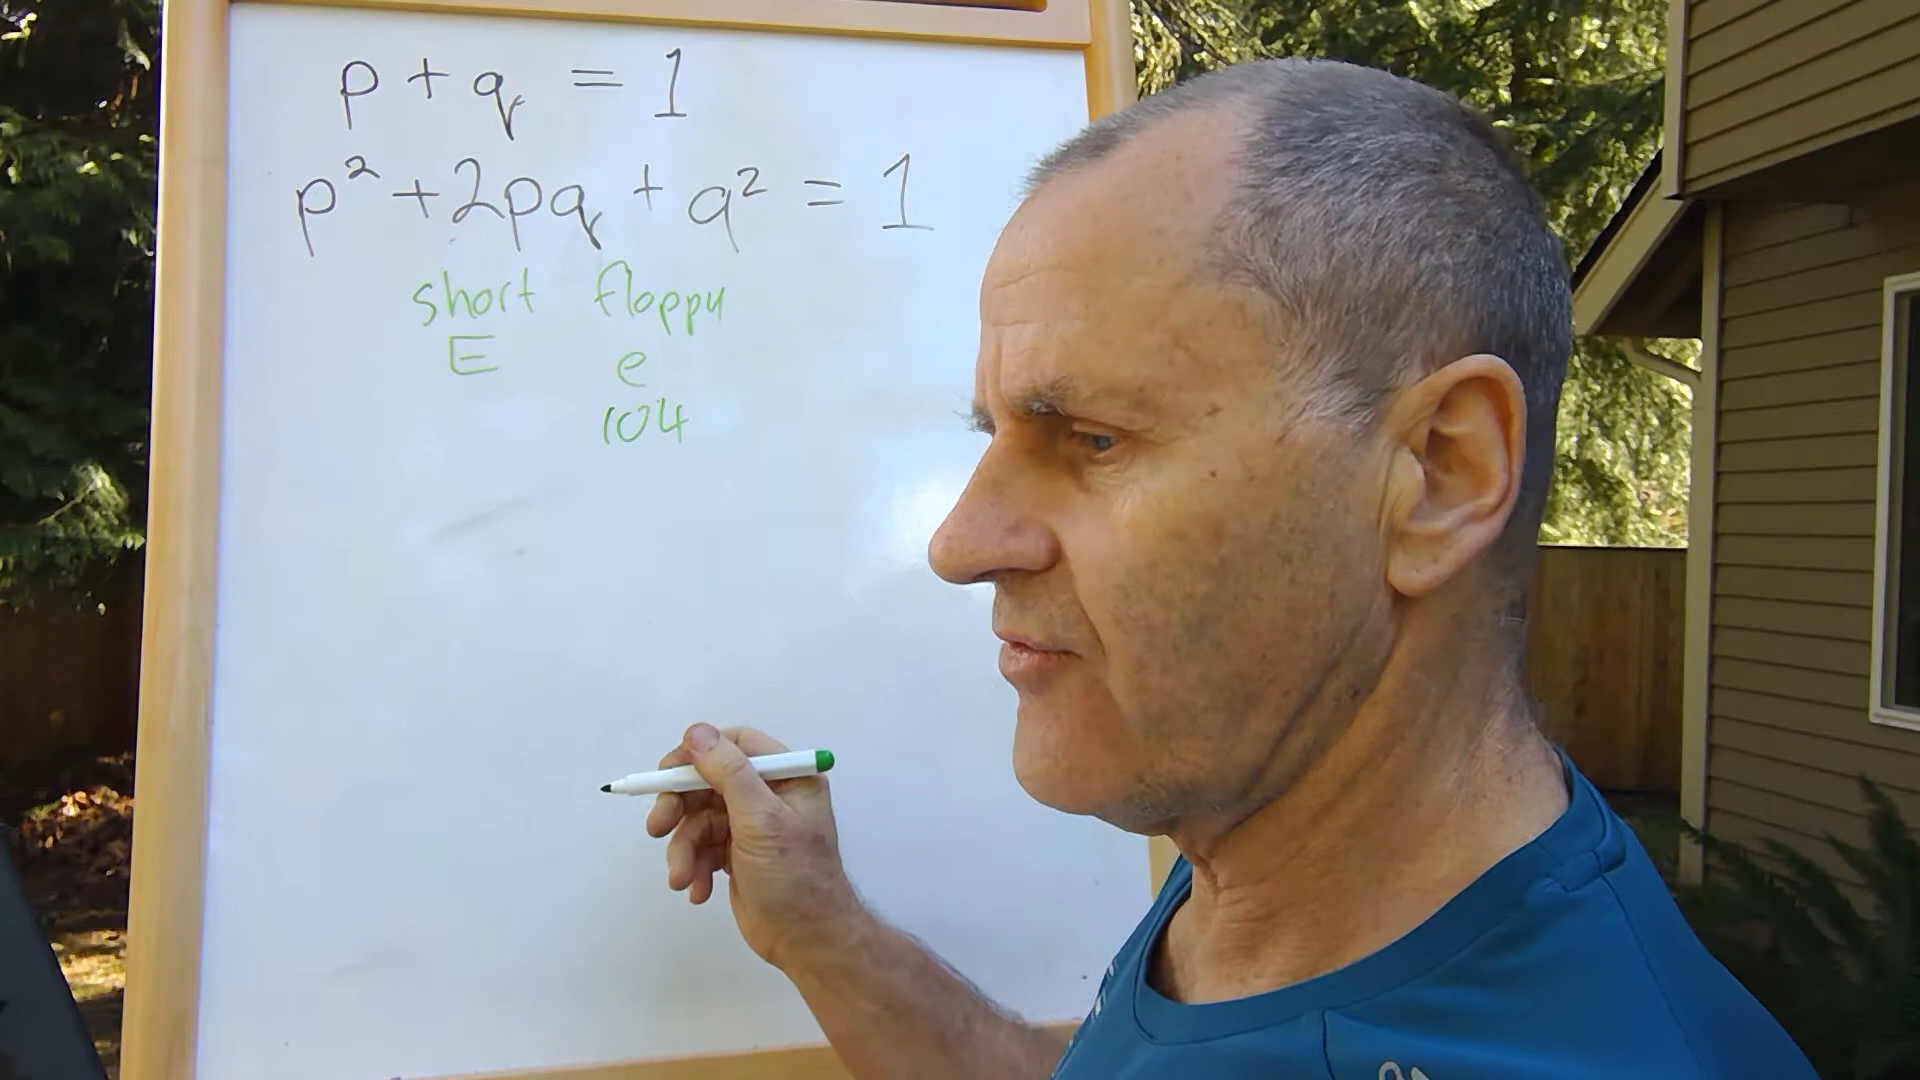 p + q = 1
p² + 2pq + q² = 1
short floppy
E e
104